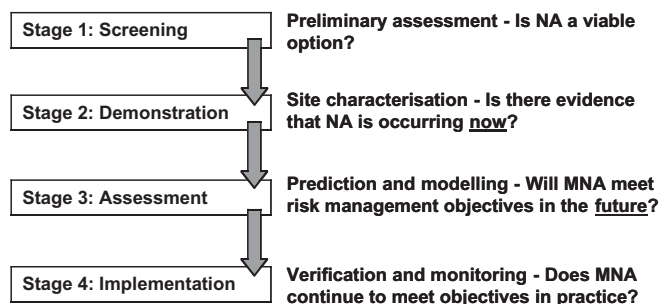 Stage 1: Screening
Preliminary assessment - Is NA a viable
option?
Stage 2: Demonstration
Site characterisation - Is there evidence
that NA is occurring now?
Stage 3: Assessment
Prediction and modelling - Will MNA meet
risk management objectives in the future?
Stage 4: Implementation
Verification and monitoring - Does MNA
continue to meet objectives in practice?